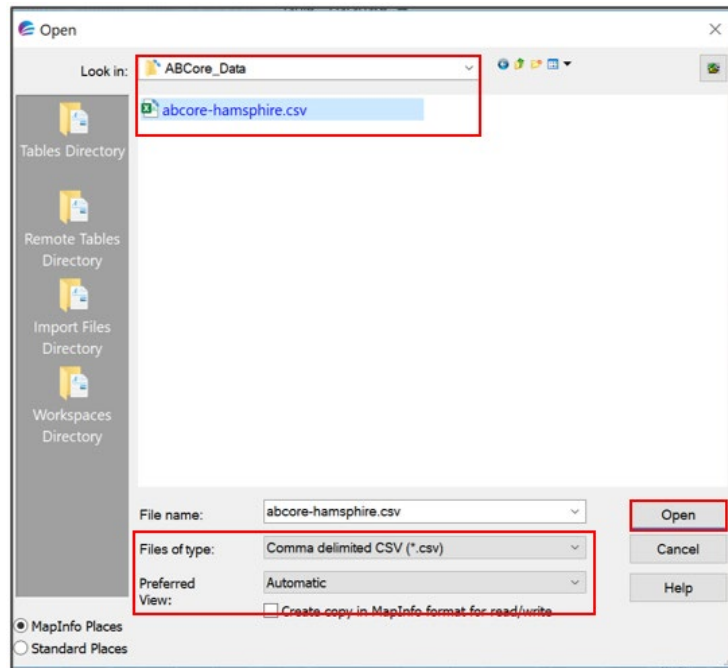 Open
Look in:
ABCore_Data
abcore-hamsphire.csv
Tables Directory
Remote Tables
Directory
Import Files
Directory
Workspaces
Directory
File name:
abcore-hamsphire.csv
Open
Files of type:
Comma delimited CSV (*.csv)
Cancel
Preferred
View:
Automatic
Help
Create copy in MapInfo format for read/write
MapInfo Places
Standard Places